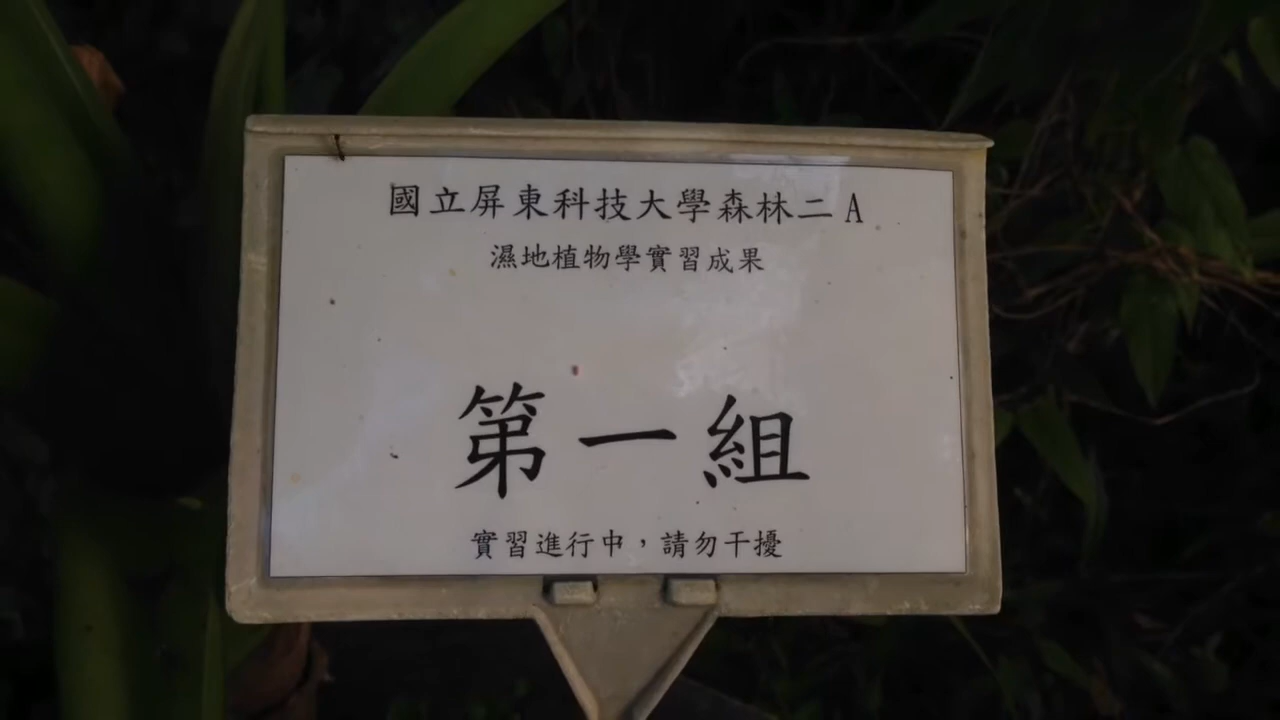 國立屏東科技大學森林二A
濕地植物學實習成果
第一組
實習進行中，請勿干擾